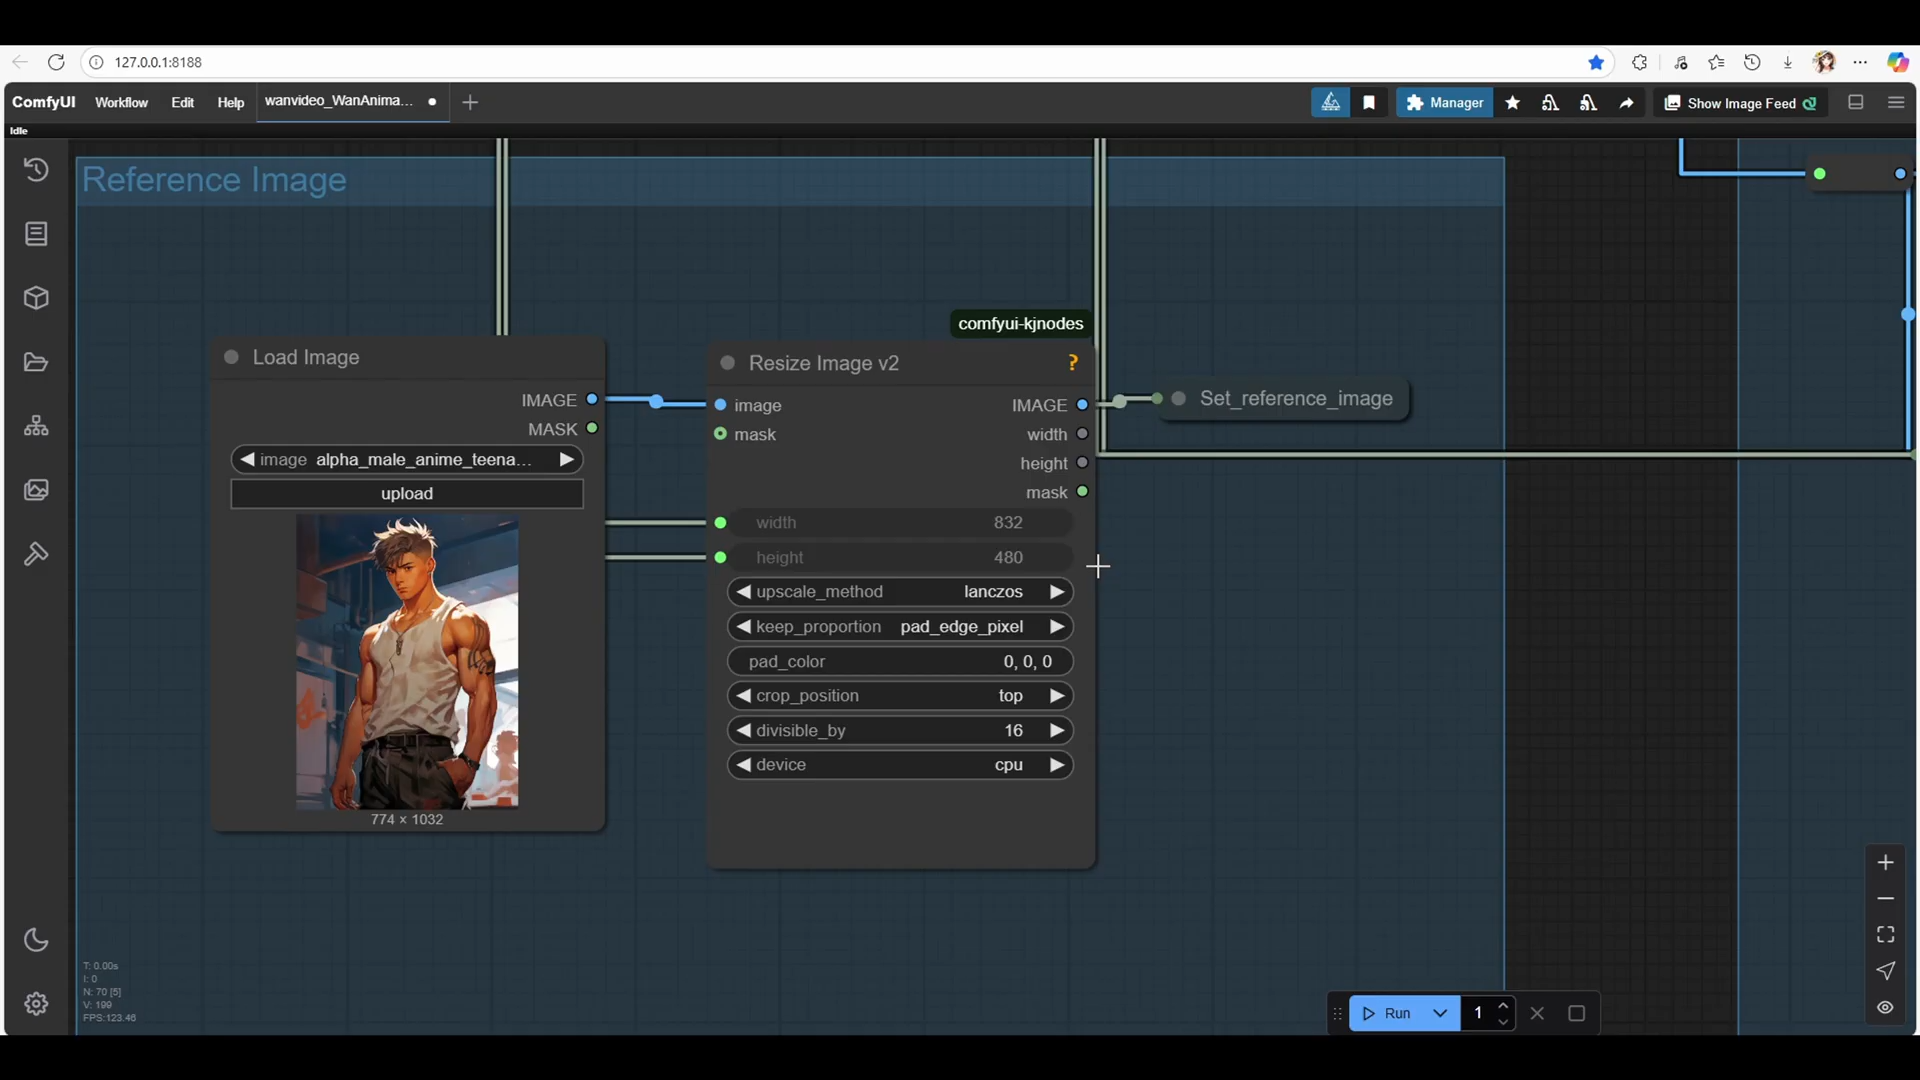 127.0.0.1:8188
ComfyUI Workflow Edit Help wanvideo_WanAnima... Manager Show Image Feed
Idle
Reference Image
comfyui-kjnodes
Load Image
IMAGE
MASK
image alpha_male_anime_teena...
upload
774 × 1032
Resize Image v2 ?
image IMAGE
mask width
height
mask
width 832
height 480
upscale_method lanczos
keep_proportion pad_edge_pixel
pad_color 0, 0, 0
crop_position top
divisible_by 16
device cpu
Set_reference_image
T: 0.00s
I: 0
N: 70 [5]
V: 199
FPS:123.46
Run 1